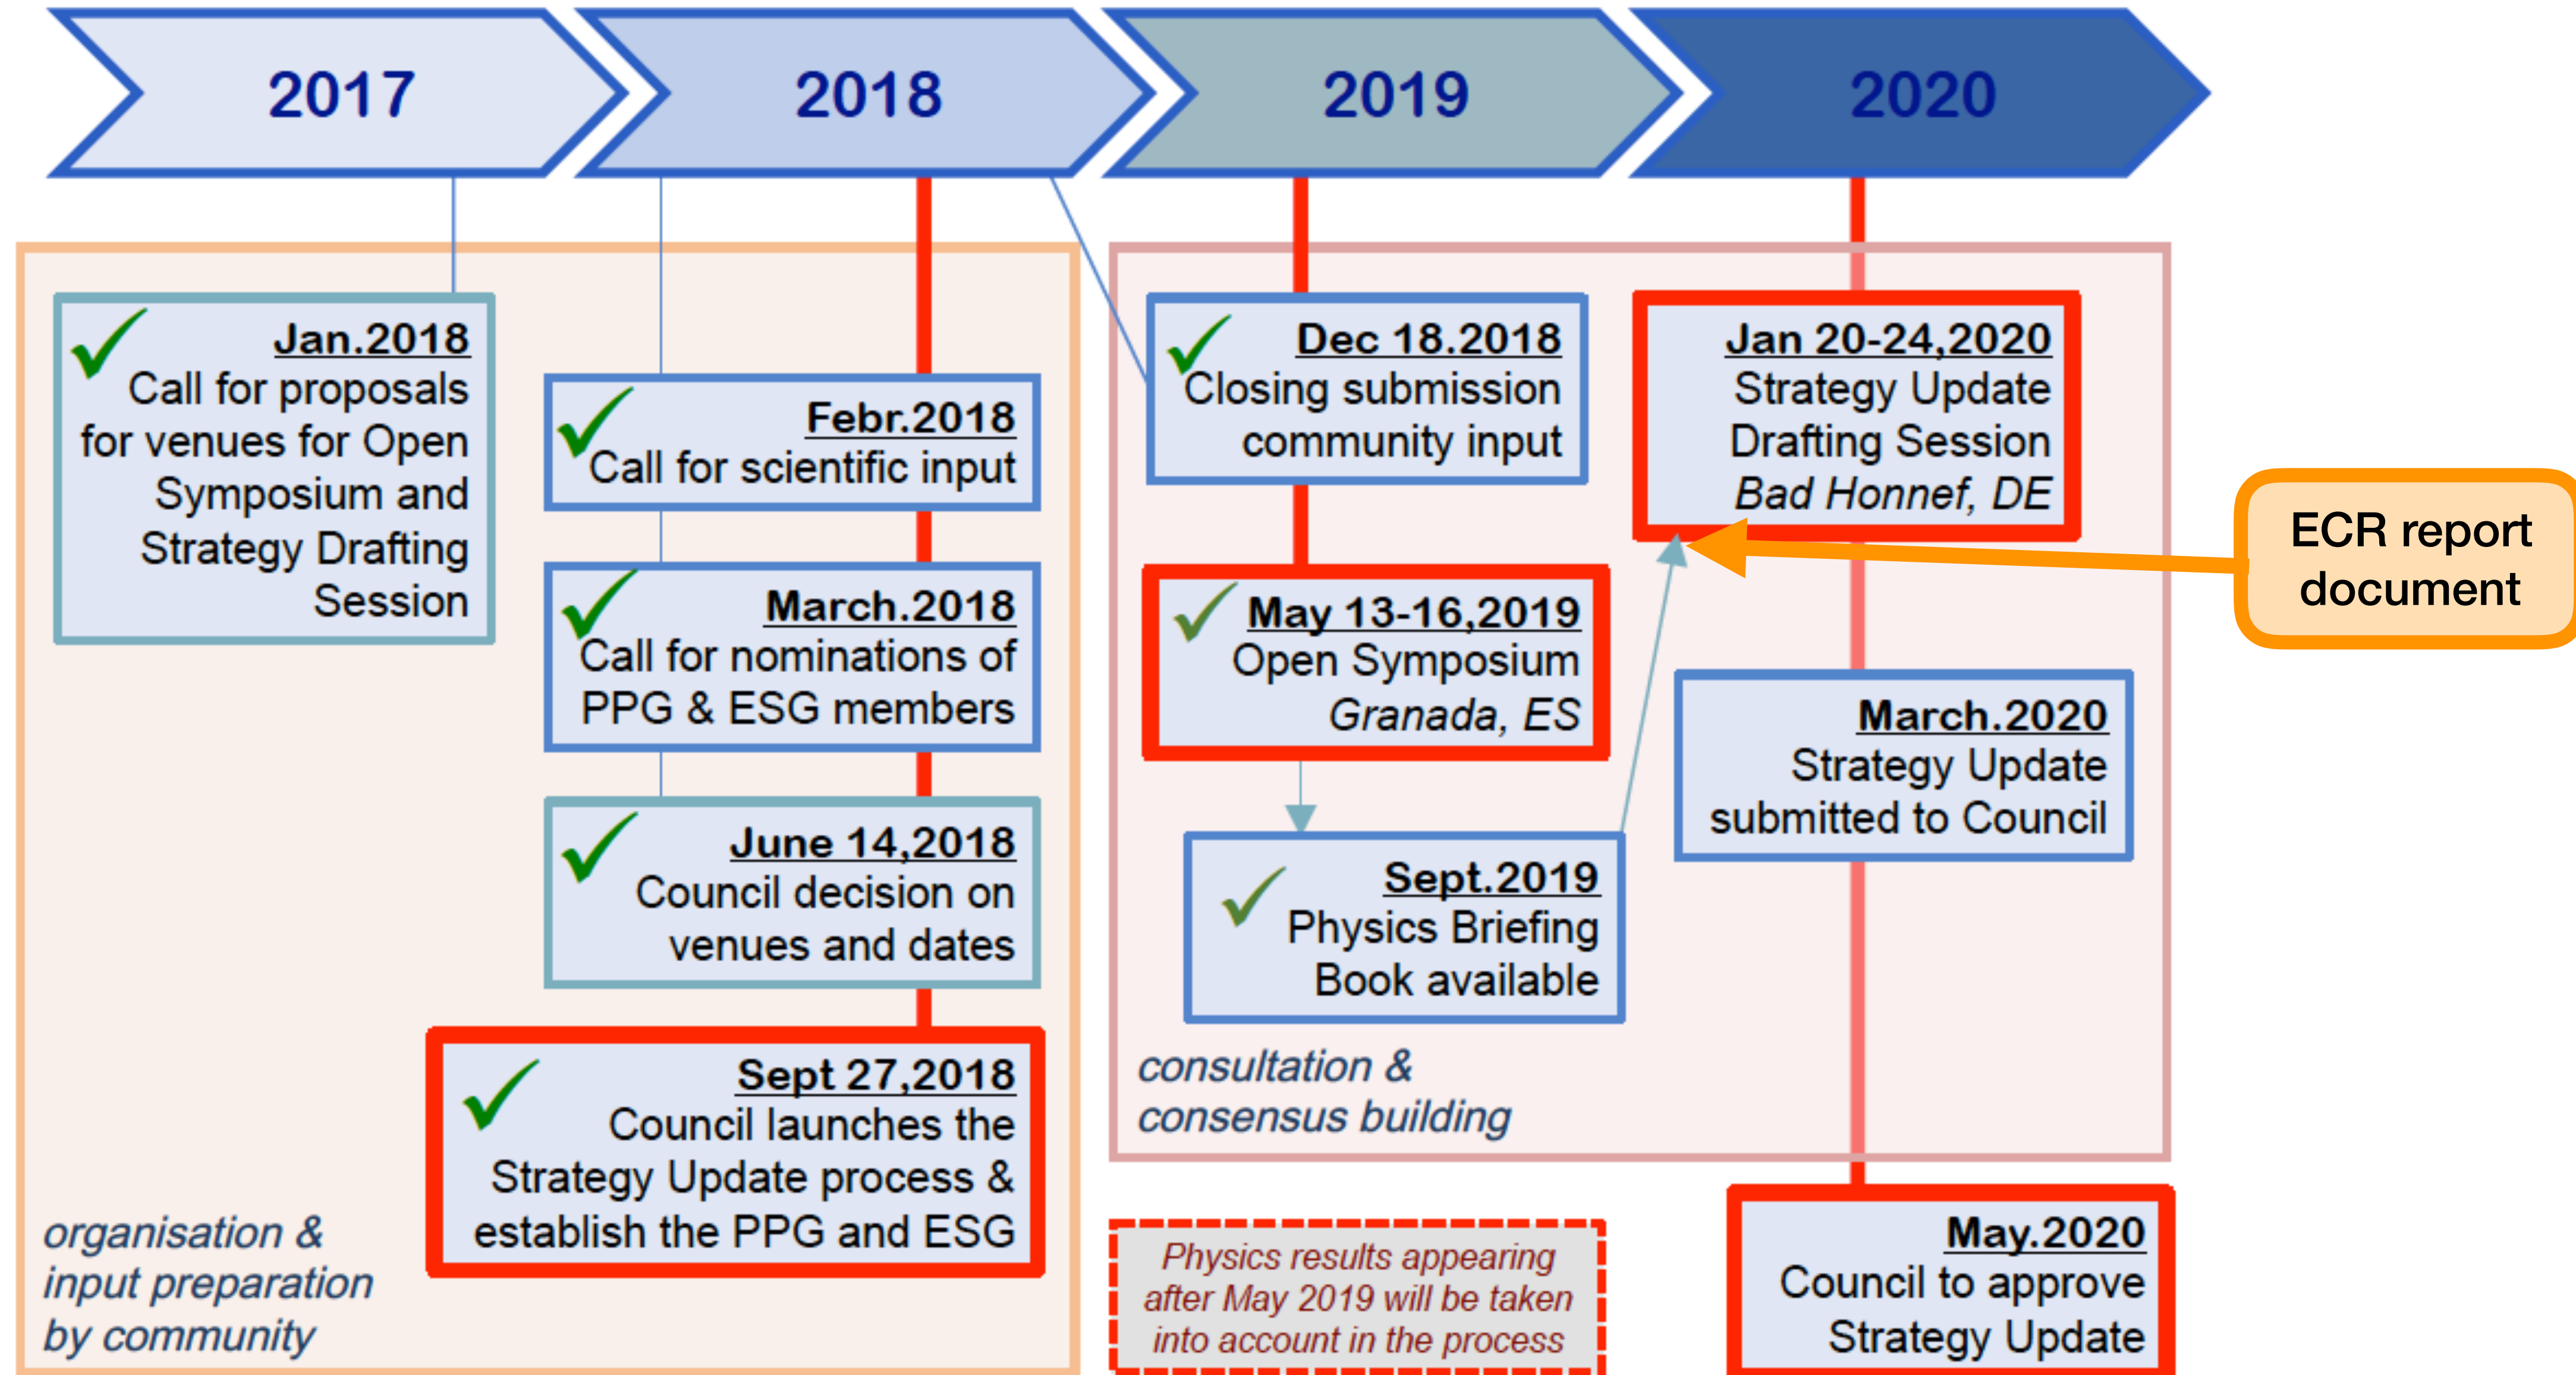 2017
2018
2019
2020
Jan.2018
Call for proposals
for venues for Open
Symposium and
Strategy Drafting
Session
Febr.2018
Call for scientific input
March.2018
Call for nominations of
PPG & ESG members
June 14,2018
Council decision on
venues and dates
Sept 27,2018
Council launches the
Strategy Update process &
establish the PPG and ESG
organisation &
input preparation
by community
Dec 18.2018
Closing submission
community input
May 13-16,2019
Open Symposium
Granada, ES
Sept.2019
Physics Briefing
Book available
consultation &
consensus building
Physics results appearing
after May 2019 will be taken
into account in the process
Jan 20-24,2020
Strategy Update
Drafting Session
Bad Honnef, DE
March.2020
Strategy Update
submitted to Council
May.2020
Council to approve
Strategy Update
ECR report
document